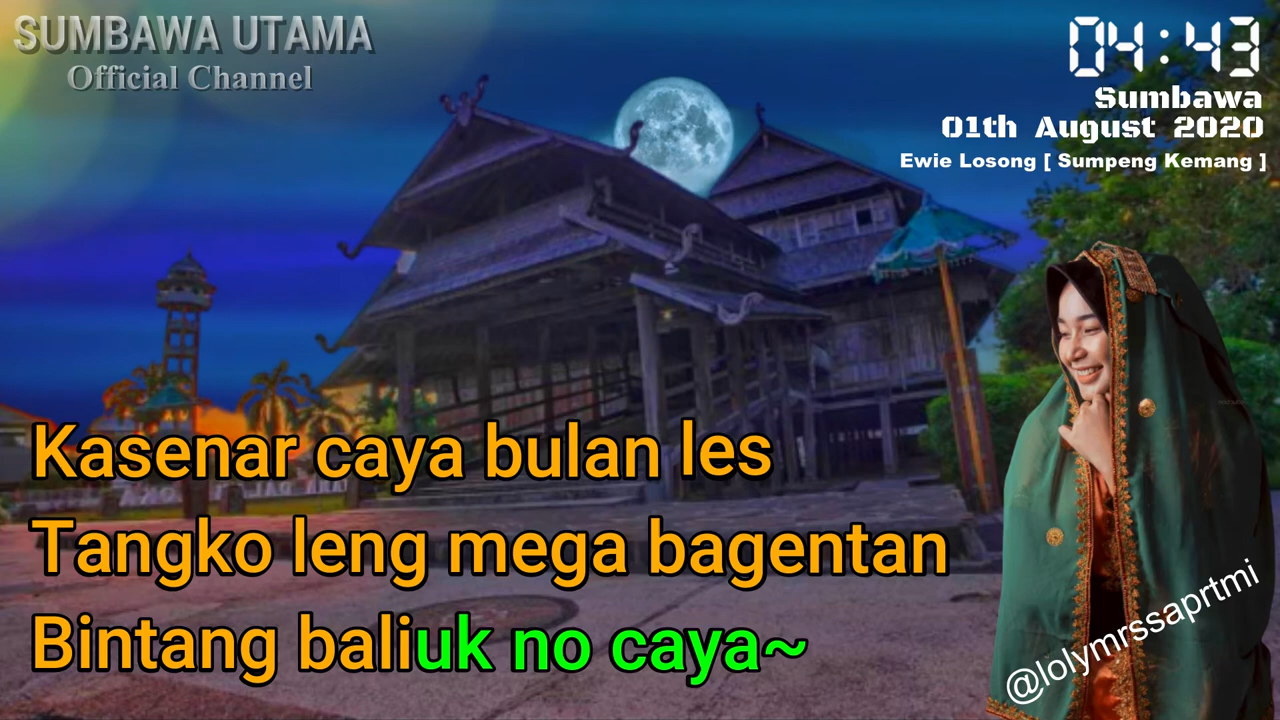 SUMBAWA UTAMA
Official Channel
04:43
Sumbawa
01th August 2020
Ewie Losong [ Sumpeng Kemang ]
Kasenar caya bulan les
Tangko leng mega bagentan
Bintang baliuk no caya~
@lolymrssaprtmi